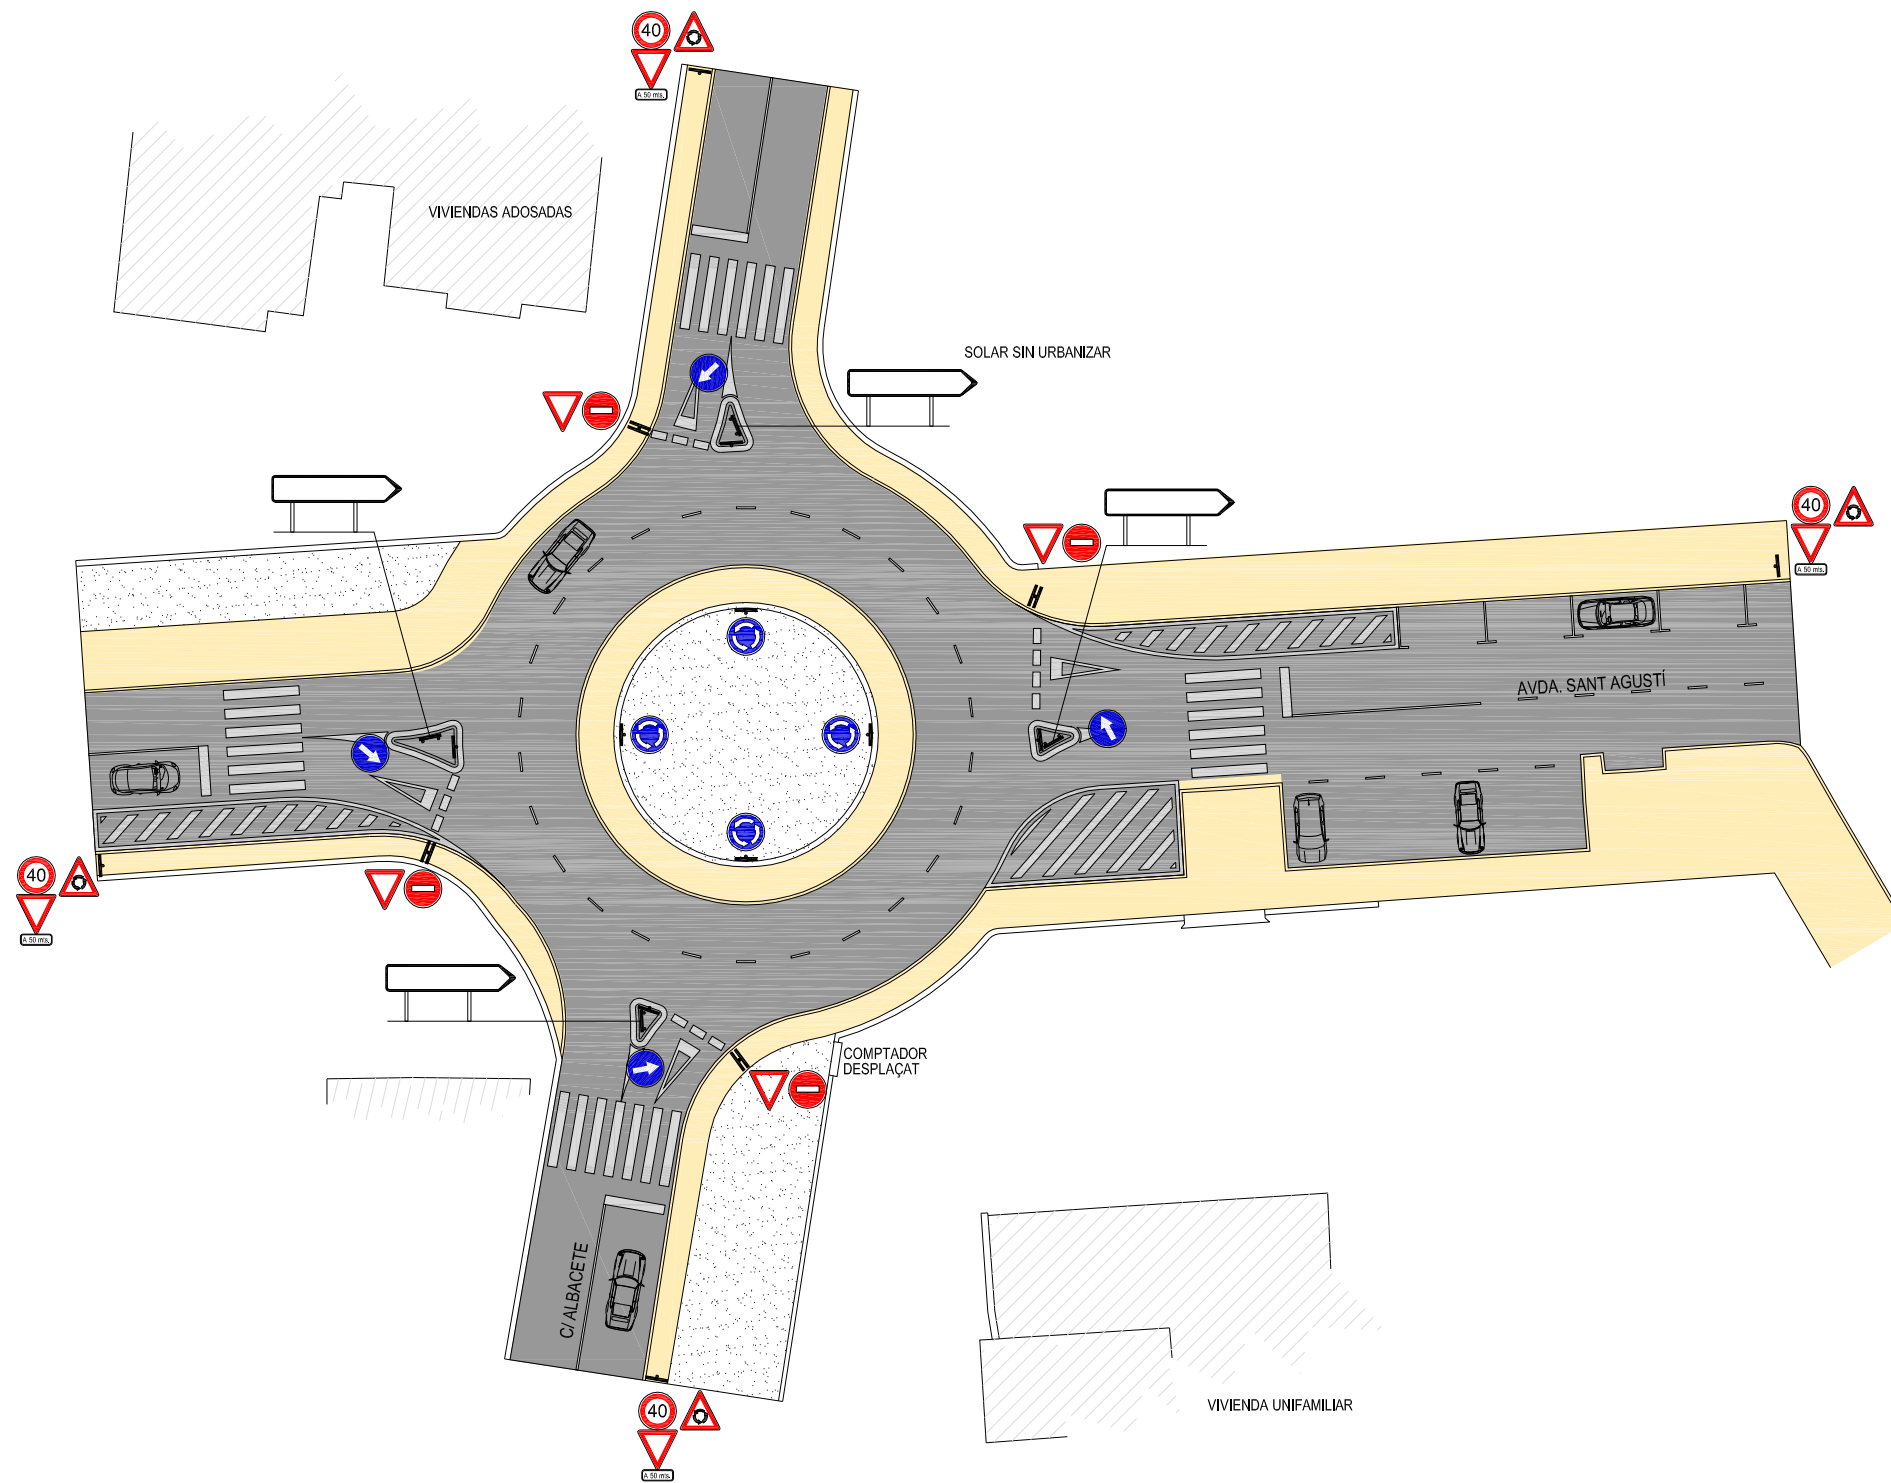 40
A 50 mts.
VIVIENDAS ADOSADAS
SOLAR SIN URBANIZAR
40
A 50 mts.
AVDA. SANT AGUSTÍ
40
A 50 mts.
COMPTADOR
DESPLAÇAT
C/ ALBACETE
40
A 50 mts.
VIVIENDA UNIFAMILIAR